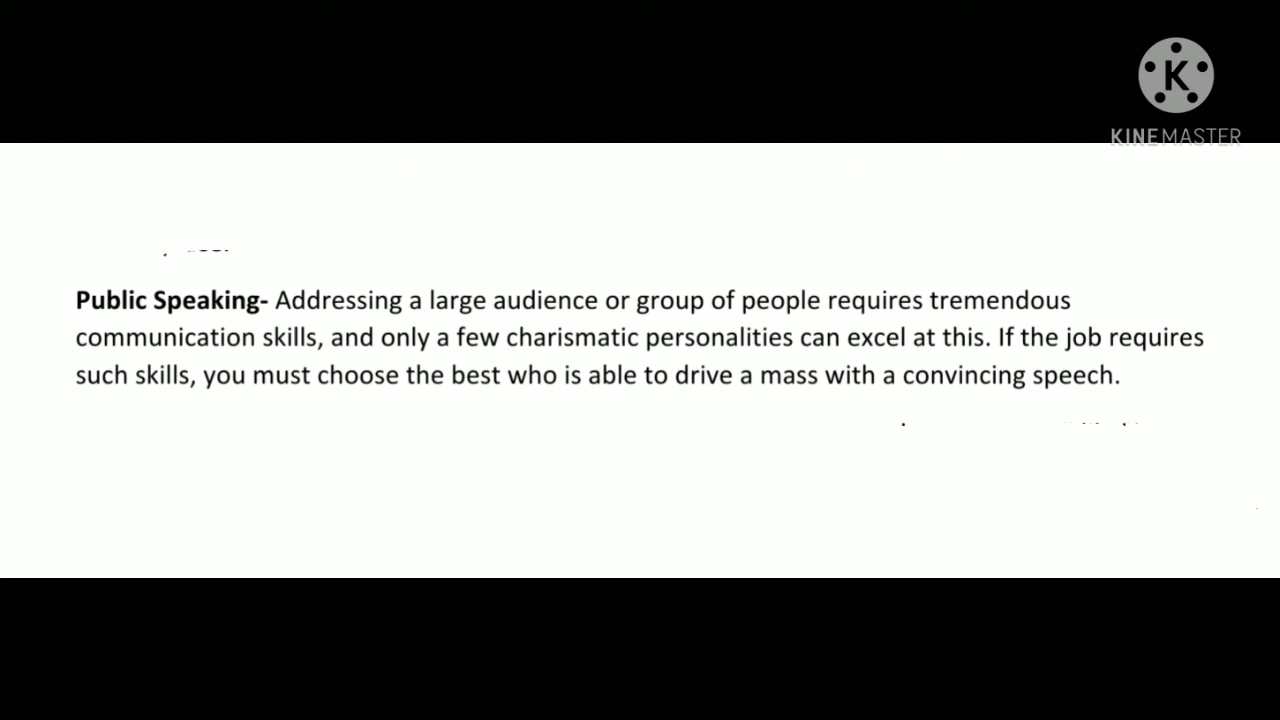 K
KINEMASTER
Public Speaking- Addressing a large audience or group of people requires tremendous
communication skills, and only a few charismatic personalities can excel at this. If the job requires
such skills, you must choose the best who is able to drive a mass with a convincing speech.